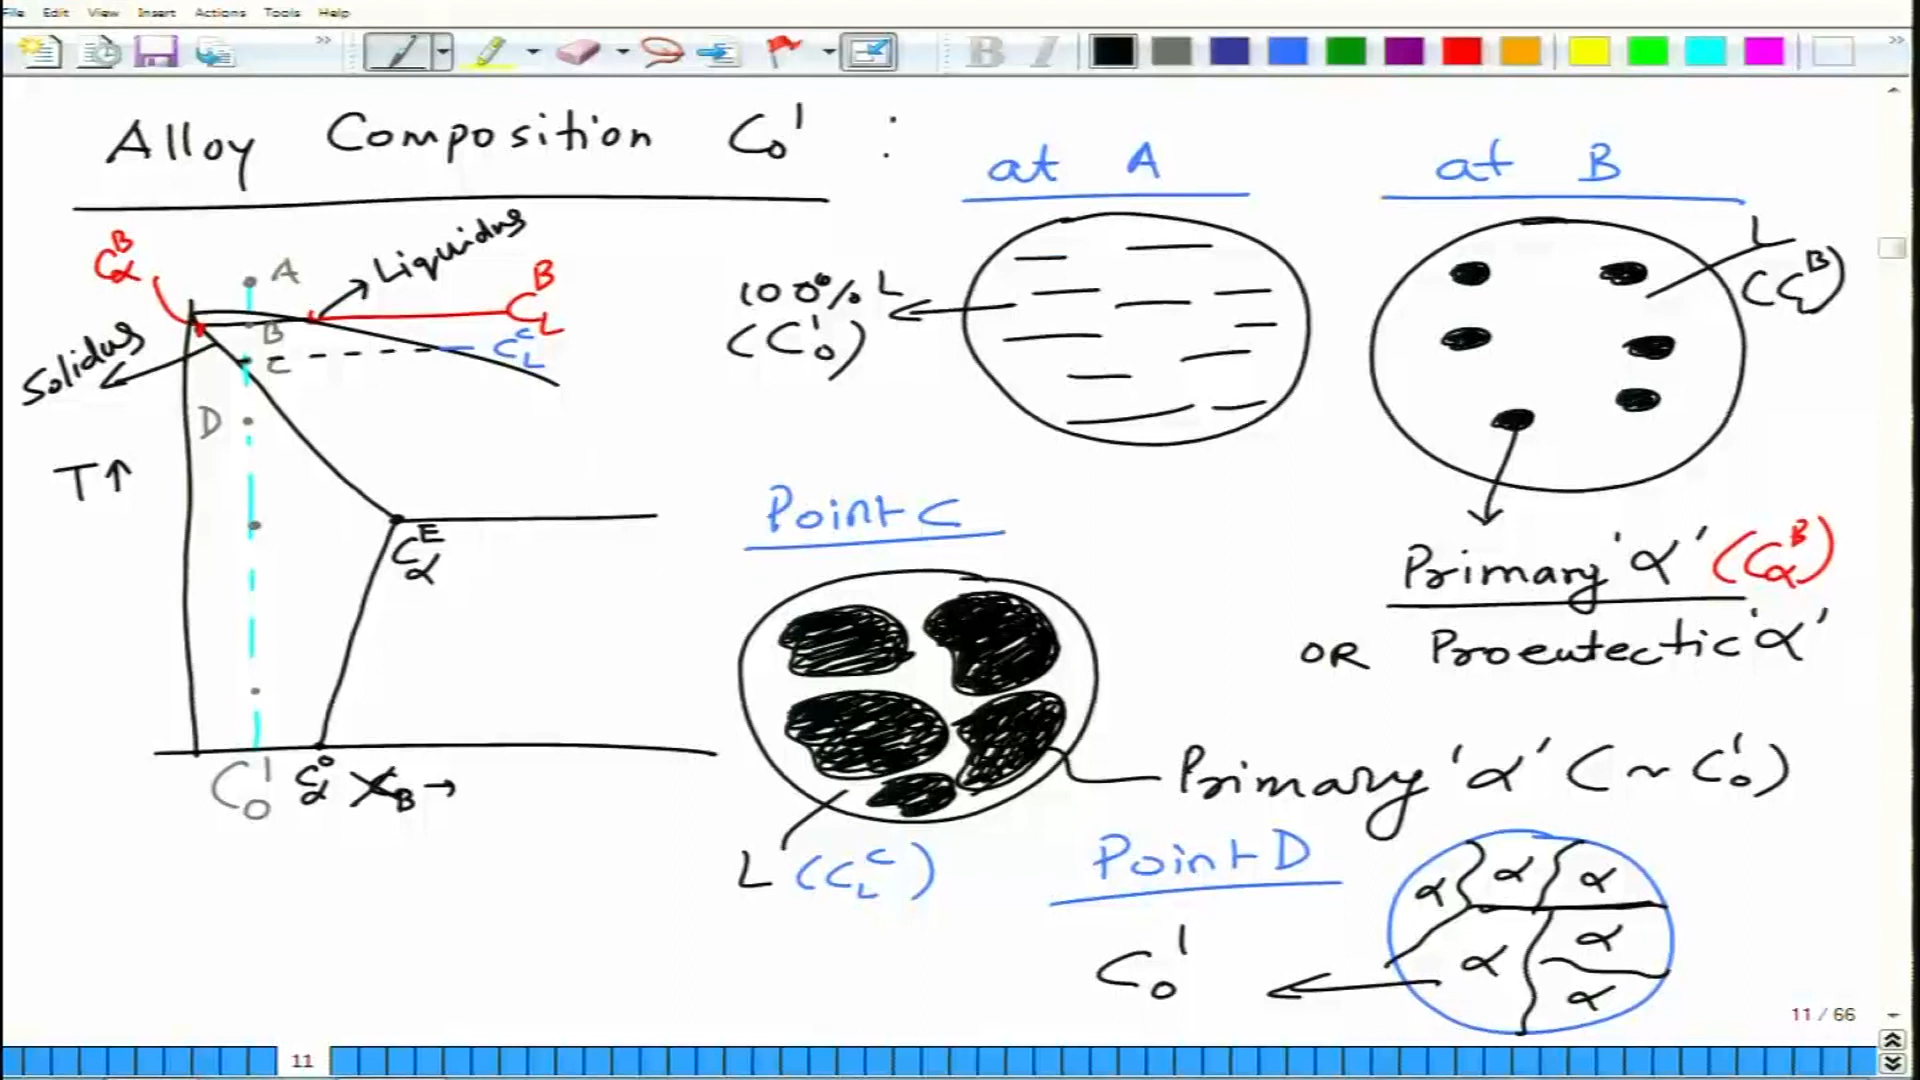 File Edit View Insert Actions Tools Help
B I
Alloy Composition C₀' :
at A
at B
C_α^B
A
Liquidus
C_L^B
B
Solidus
C
C_L^C
D
T↑
C_α^E
C₀' C_α^0 X_B →
100% L
(C₀')
L
(C_L^B)
Primary 'α' (C_α^B)
OR Proeutectic 'α'
Point C
Primary 'α' (~ C₀')
L (C_L^C)
Point D
α α α
α α
α
C₀'
11 / 66
11